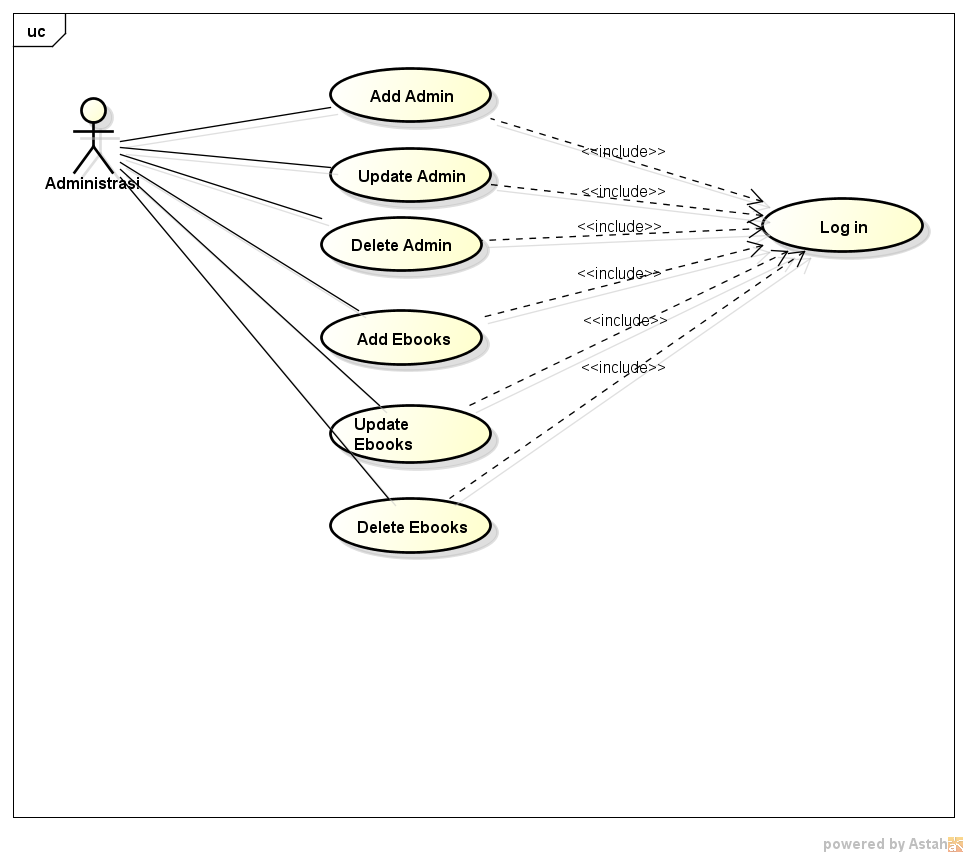 uc
Add Admin
<<include>>
Update Admin
Administrasi
<<include>>
Log in
<<include>>
Delete Admin
<<include>>
<<include>>
Add Ebooks
<<include>>
Update
Ebooks
Delete Ebooks
powered by Astah